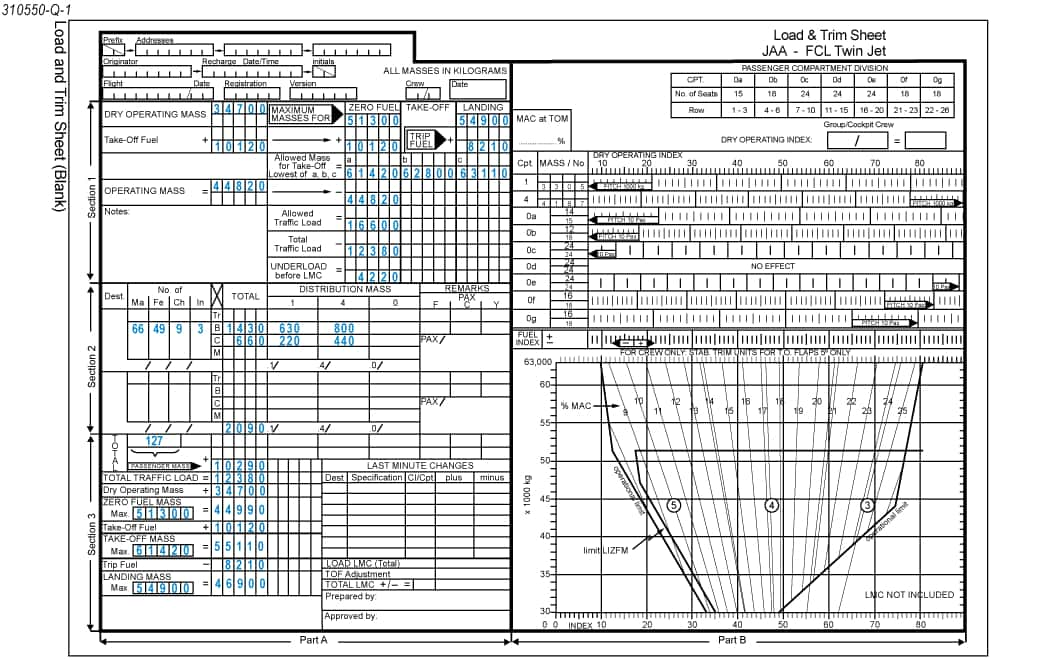 310550-Q-1
Load and Trim Sheet (Blank)
Load & Trim Sheet
JAA - FCL Twin Jet
Prefix Addresses
Originator Recharge Date/Time initials
ALL MASSES IN KILOGRAMS
Flight / Date Registration Version Crew Date
/ /
Section 1
DRY OPERATING MASS 34700 MAXIMUM MASSES FOR ZERO FUEL TAKE-OFF LANDING
51300 54900
Take-Off Fuel + 10120 + 10120 TRIP FUEL + 8210
Allowed Mass for Take-Off Lowest of a, b, c = a 61420 b 62800 c 63110
OPERATING MASS = 44820 - 44820
Notes:
Allowed Traffic Load = 16600
Total Traffic Load - 12380
UNDERLOAD before LMC = 4220
Section 2
Dest. No. of TOTAL DISTRIBUTION MASS REMARKS
Ma Fe Ch In 1 4 0 PAX
F C Y
Tr
66 49 9 3 B 1430 630 800
C 660 220 440 PAX/
M
/ / / 1/ 4/ 0/
Tr
B
C PAX/
M
/ / / 2090 1/ 4/ 0/
Section 3
TOTAL 127
PASSENGER MASS + 10290 LAST MINUTE CHANGES
TOTAL TRAFFIC LOAD = 12380 Dest Specification Cl/Cpt plus minus
Dry Operating Mass + 34700
ZERO FUEL MASS
Max. 51300 = 44990
Take-Off Fuel + 10120
TAKE-OFF MASS
Max. 61420 = 55110
Trip Fuel - 8210 LOAD LMC (Total)
LANDING MASS TOF Adjustment
Max 54900 = 46900 TOTAL LMC +/- =
Prepared by:
Approved by:
Part A
PASSENGER COMPARTMENT DIVISION
CPT. 0a 0b 0c 0d 0e 0f 0g
No. of Seats 15 18 24 24 24 18 18
Row 1 - 3 4 - 6 7 - 10 11 - 15 16 - 20 21 - 23 22 - 26
MAC at TOM
%
Group/Cockpit Crew
DRY OPERATING INDEX: / =
Cpt. MASS / No DRY OPERATING INDEX
10 20 30 40 50 60 70 80
1 3305 PITCH 1000 kg
4 4187 PITCH 1000 kg
0a 14 15 PITCH 10 Pax
0b 12 18 PITCH 10 Pax
0c 24 24 10 Pax
0d 24 24 NO EFFECT
0e 24 24 10 Pax
0f 16 18 PITCH 10 Pax
0g 16 18 PITCH 10 Pax
FUEL INDEX + − − +
FOR CREW ONLY: STAB. TRIM UNITS FOR T.O. FLAPS 5° ONLY
63,000
60
% MAC
10 12 14 16 18 20 22 24
9 11 13 15 17 19 21 23 25
55
50
x 1000 kg
operational limit
45
5 4 3
operational limit
40
limit LIZFM
35
LMC NOT INCLUDED
30
0 0 INDEX 10 20 30 40 50 60 70 80
Part B